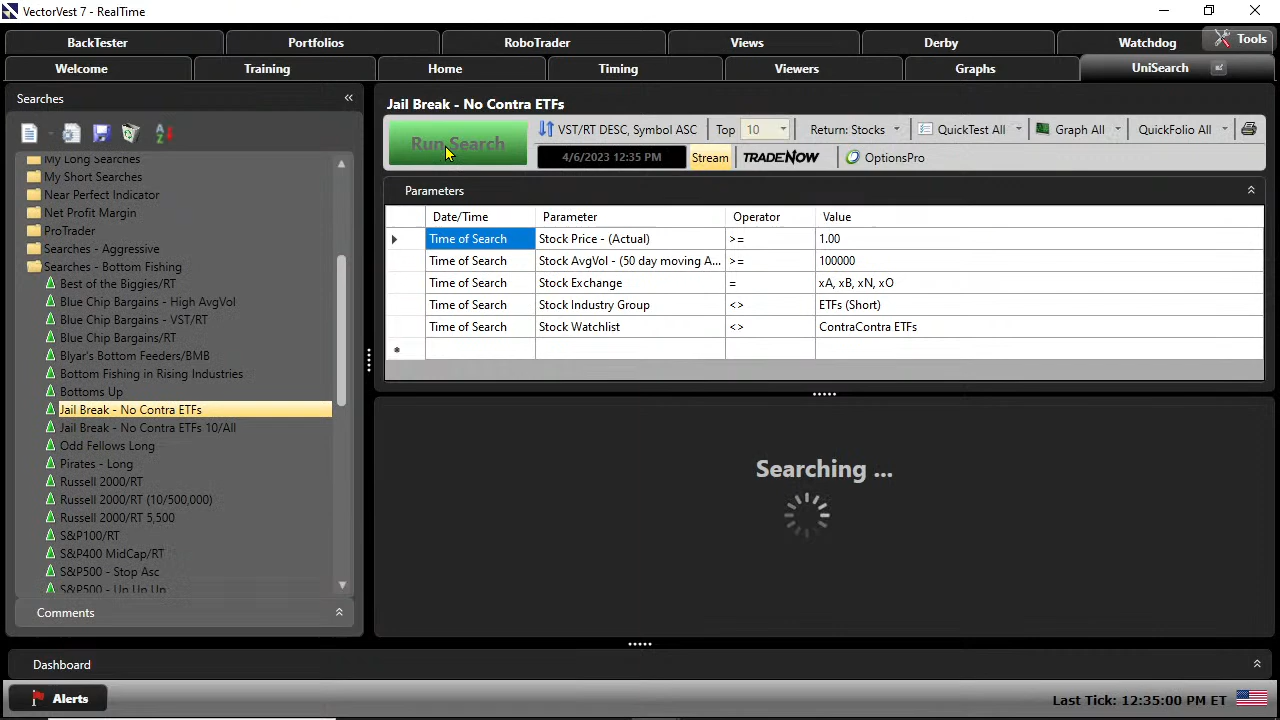 VectorVest 7 - RealTime
BackTester
Portfolios
RoboTrader
Views
Derby
Watchdog
Tools
Welcome
Training
Home
Timing
Viewers
Graphs
UniSearch
Searches
My Long Searches
My Short Searches
Near Perfect Indicator
Net Profit Margin
ProTrader
Searches - Aggressive
Searches - Bottom Fishing
Best of the Biggies/RT
Blue Chip Bargains - High AvgVol
Blue Chip Bargains - VST/RT
Blue Chip Bargains/RT
Blyar's Bottom Feeders/BMB
Bottom Fishing in Rising Industries
Bottoms Up
Jail Break - No Contra ETFs
Jail Break - No Contra ETFs 10/All
Odd Fellows Long
Pirates - Long
Russell 2000/RT
Russell 2000/RT (10/500,000)
Russell 2000/RT 5,500
S&P100/RT
S&P400 MidCap/RT
S&P500 - Stop Asc
S&P500 - Up Up Up
Comments
Jail Break - No Contra ETFs
Run Search
VST/RT DESC, Symbol ASC
Top 10
Return: Stocks
QuickTest All
Graph All
QuickFolio All
4/6/2023 12:35 PM
Stream
TRADENOW
OptionsPro
Parameters
Date/Time Parameter Operator Value
Time of Search Stock Price - (Actual) >= 1.00
Time of Search Stock AvgVol - (50 day moving A... >= 100000
Time of Search Stock Exchange = xA, xB, xN, xO
Time of Search Stock Industry Group <> ETFs (Short)
Time of Search Stock Watchlist <> ContraContra ETFs
Searching ...
Dashboard
Alerts
Last Tick: 12:35:00 PM ET